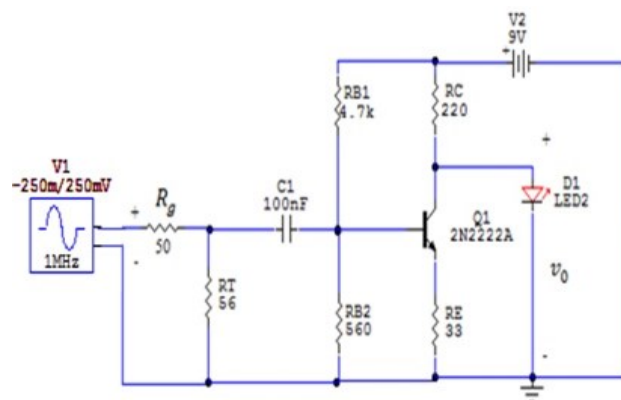 V2
9V
+
RB1
4.7k
RC
220
V1
-250m/250mV
+
Rg
50
-
1MHz
C1
100nF
RT
56
Q1
2N2222A
+
D1
LED2
v0
-
RB2
560
RE
33